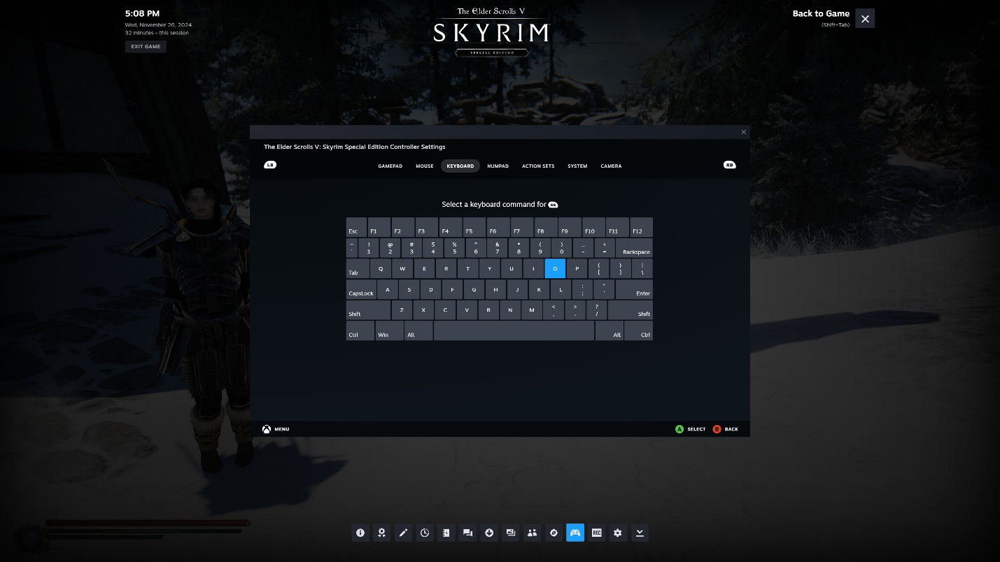 5:08 PM
Wed, November 20, 2024
32 minutes - this session
EXIT GAME
The Elder Scrolls V
SKYRIM
SPECIAL EDITION
Back to Game
(Shift+Tab)
The Elder Scrolls V: Skyrim Special Edition Controller Settings
LB GAMEPAD MOUSE KEYBOARD NUMPAD ACTION SETS SYSTEM CAMERA RB
Select a keyboard command for RB
Esc F1 F2 F3 F4 F5 F6 F7 F8 F9 F10 F11 F12
~ ! @ # $ % ^ & * ( ) _ +
` 1 2 3 4 5 6 7 8 9 0 - = Backspace
Tab Q W E R T Y U I O P { [ } ] | \
CapsLock A S D F G H J K L : ; " ' Enter
Shift Z X C V B N M < , > . ? / Shift
Ctrl Win Alt Alt Ctrl
MENU
A SELECT B BACK
REC